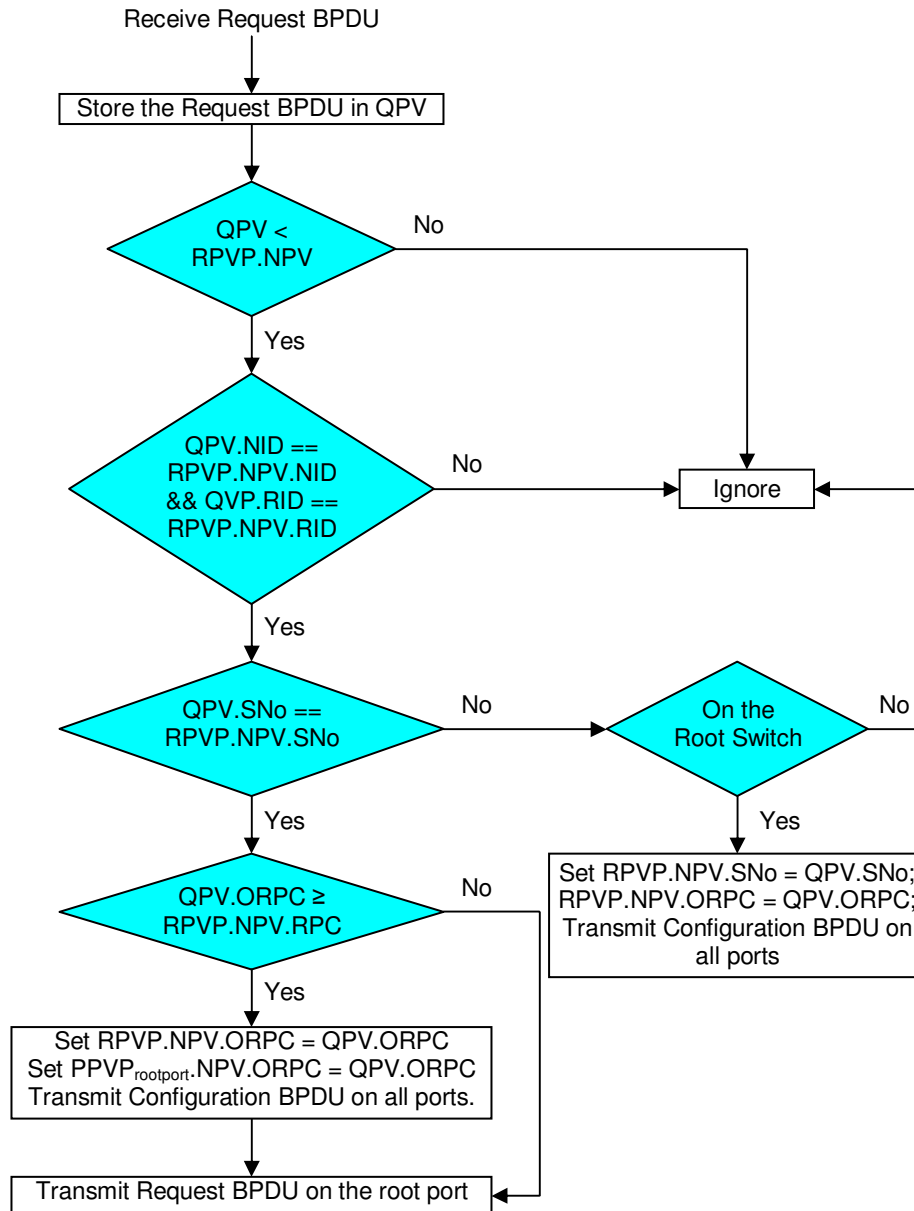 Receive Request BPDU
Store the Request BPDU in QPV
QPV <
RPVP.NPV
No
Yes
QPV.NID ==
RPVP.NPV.NID
&& QVP.RID ==
RPVP.NPV.RID
No
Ignore
Yes
QPV.SNo ==
RPVP.NPV.SNo
No
On the
Root Switch
No
Yes
Yes
QPV.ORPC ≥
RPVP.NPV.RPC
No
Set RPVP.NPV.SNo = QPV.SNo;
RPVP.NPV.ORPC = QPV.ORPC;
Transmit Configuration BPDU on
all ports
Yes
Set RPVP.NPV.ORPC = QPV.ORPC
Set PPVProotport.NPV.ORPC = QPV.ORPC
Transmit Configuration BPDU on all ports.
Transmit Request BPDU on the root port